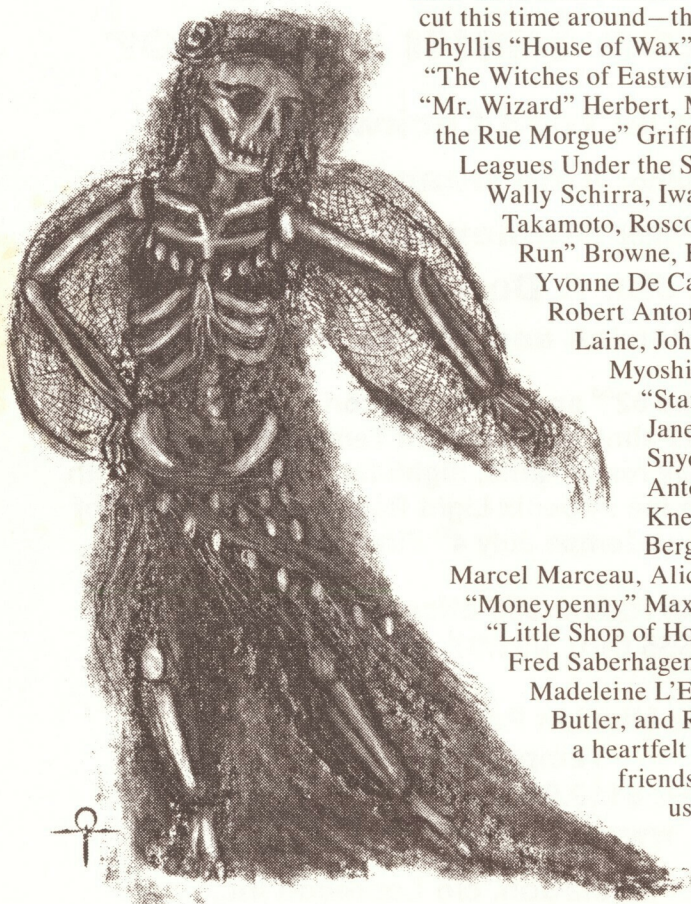 cut this time around—th
Phyllis “House of Wax”
“The Witches of Eastwi
“Mr. Wizard” Herbert, M
the Rue Morgue” Griff
Leagues Under the S
Wally Schirra, Iwa
Takamoto, Rosco
Run” Browne,
Yvonne De Ca
Robert Anton
Laine, Joh
Myoshi
“Sta
Jane
Snyd
Anto
Kne
Berg
Marcel Marceau, Alic
“Moneypenny” Max
“Little Shop of Ho
Fred Saberhagen
Madeleine L’E
Butler, and R
a heartfelt
friends
us